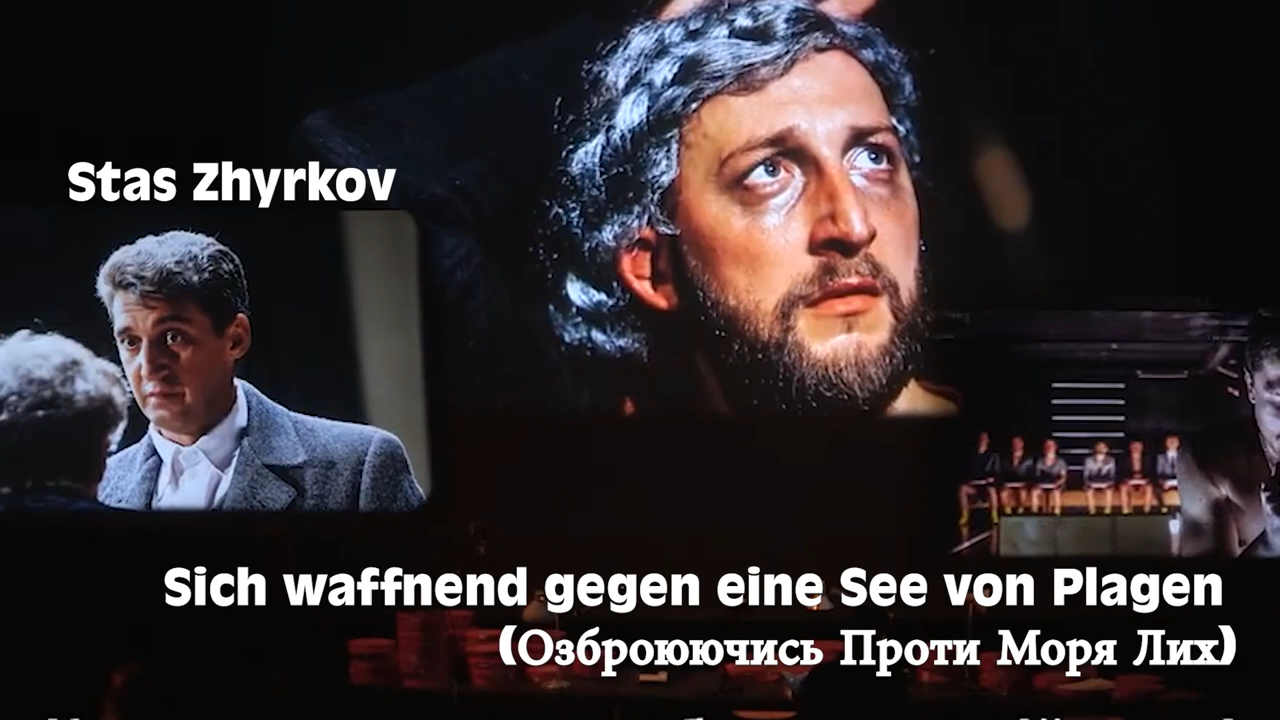 Stas Zhyrkov
Sich waffnend gegen eine See von Plagen
(Озброюючись Проти Моря Лих)